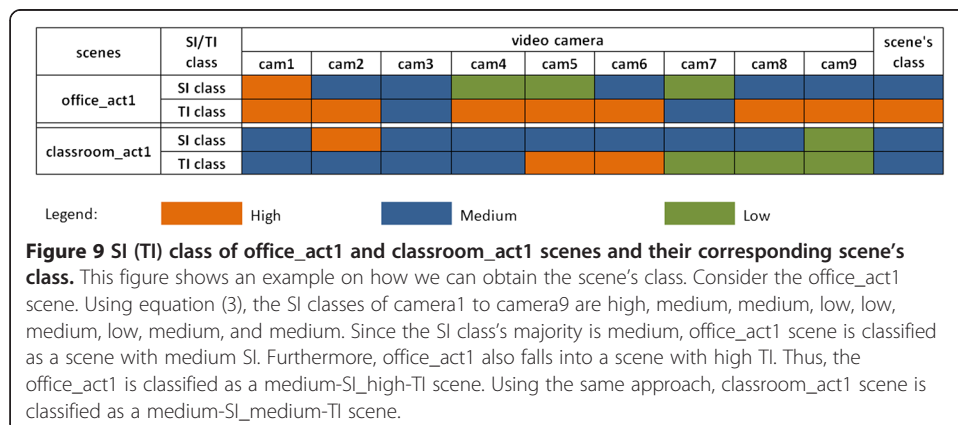 scenes SI/TI class video camera scene's class
cam1 cam2 cam3 cam4 cam5 cam6 cam7 cam8 cam9
office_act1 SI class
TI class
classroom_act1 SI class
TI class
Legend: High Medium Low
Figure 9 SI (TI) class of office_act1 and classroom_act1 scenes and their corresponding scene's
class. This figure shows an example on how we can obtain the scene's class. Consider the office_act1
scene. Using equation (3), the SI classes of camera1 to camera9 are high, medium, medium, low, low,
medium, low, medium, and medium. Since the SI class's majority is medium, office_act1 scene is classified
as a scene with medium SI. Furthermore, office_act1 also falls into a scene with high TI. Thus, the
office_act1 is classified as a medium-SI_high-TI scene. Using the same approach, classroom_act1 scene is
classified as a medium-SI_medium-TI scene.